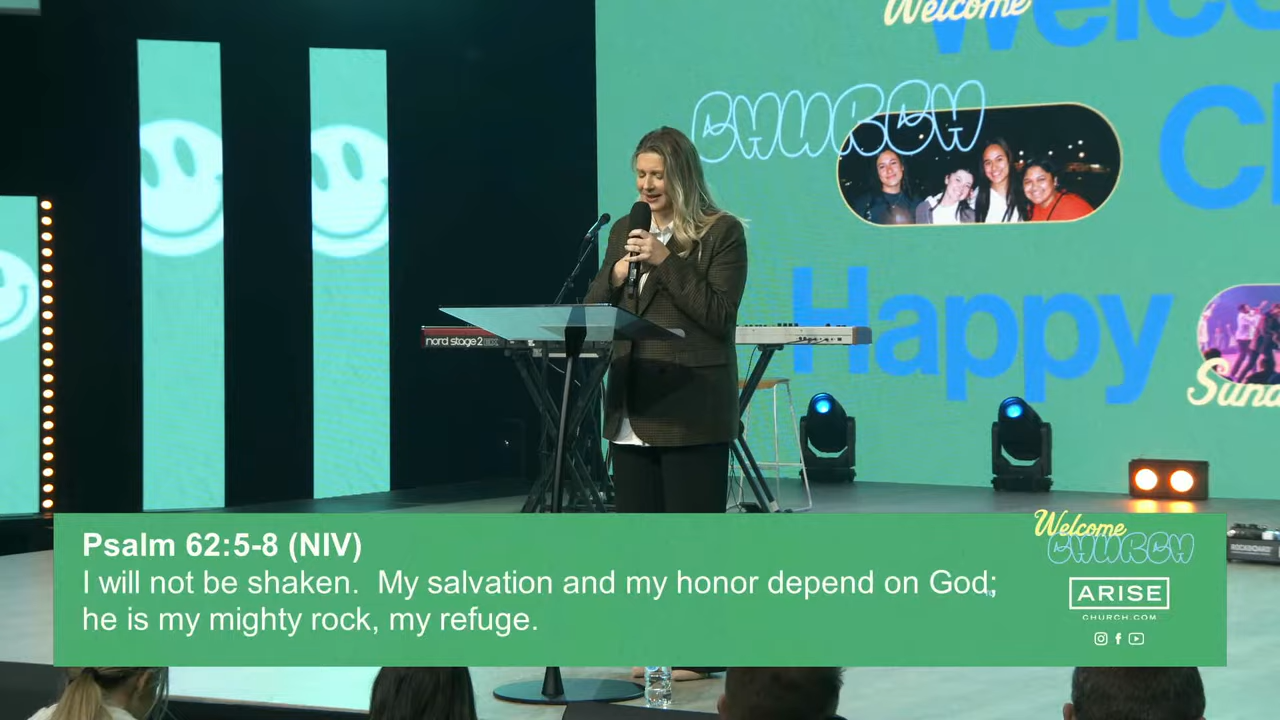 Welcome
CHURCH
Happy
nord stage 2
Psalm 62:5-8 (NIV)
I will not be shaken.  My salvation and my honor depend on God;
he is my mighty rock, my refuge.
Welcome
CHURCH
ARISE
CHURCH.COM